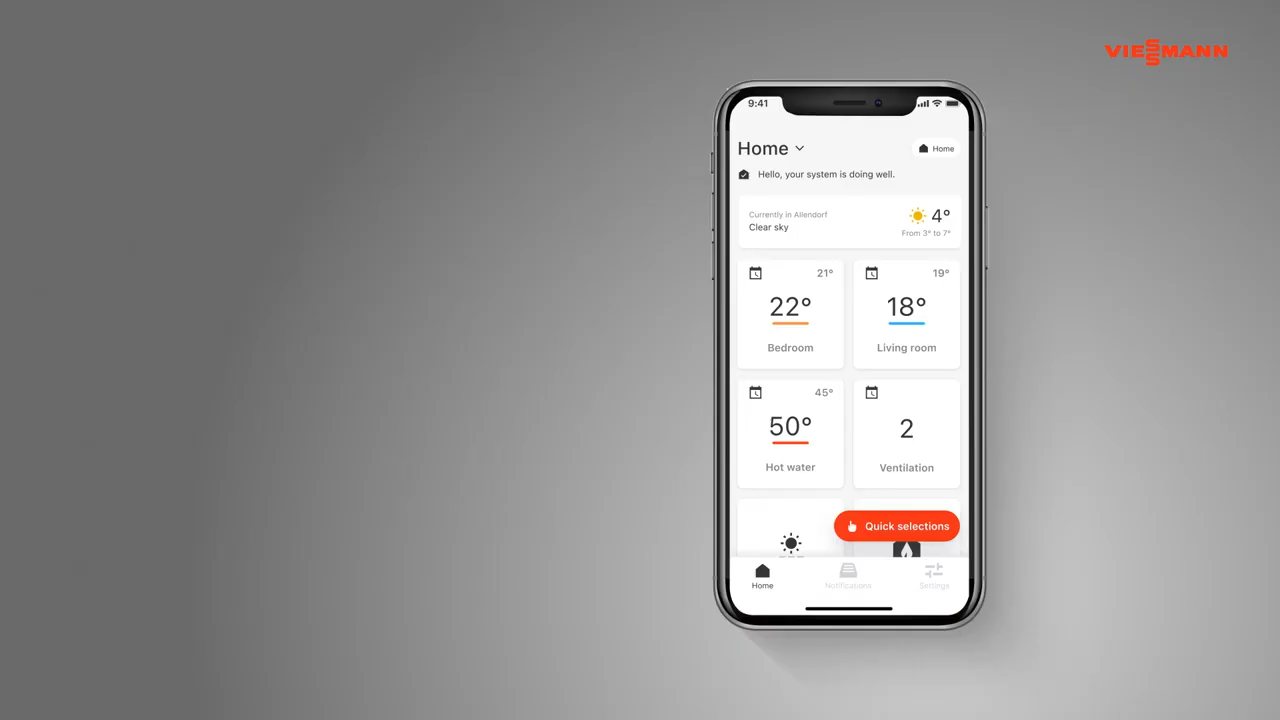 VIESSMANN
9:41
Home
Home
Hello, your system is doing well.
Currently in Allendorf
Clear sky
4°
From 3° to 7°
21°
22°
Bedroom
19°
18°
Living room
45°
50°
Hot water
2
Ventilation
Quick selections
Home
Notifications
Settings